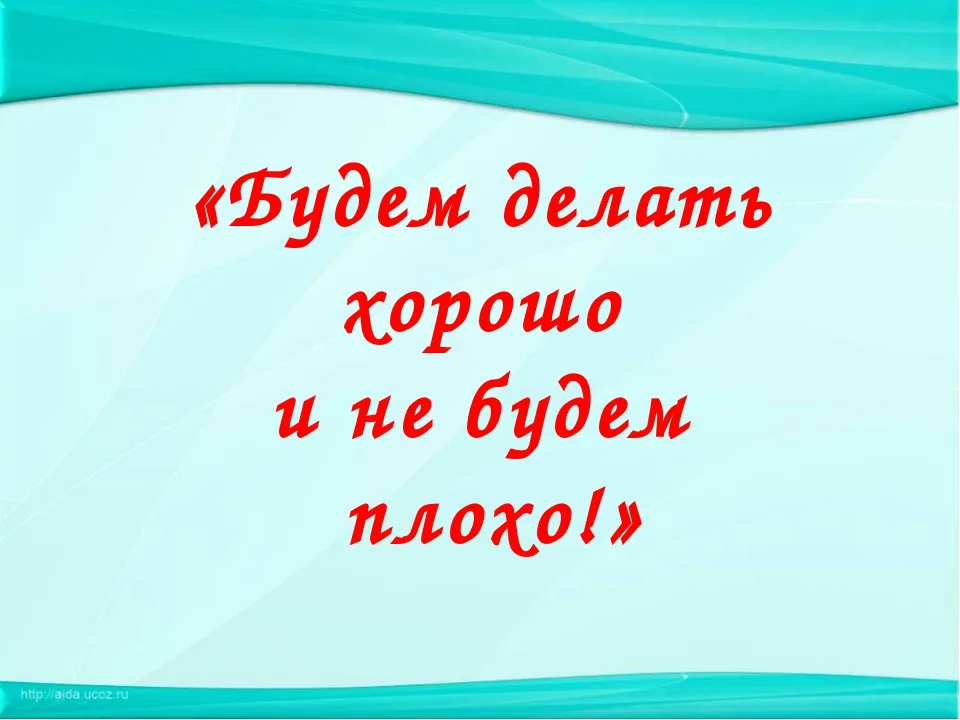 «Будем делать
хорошо
и не будем
плохо!»
http://aida.ucoz.ru